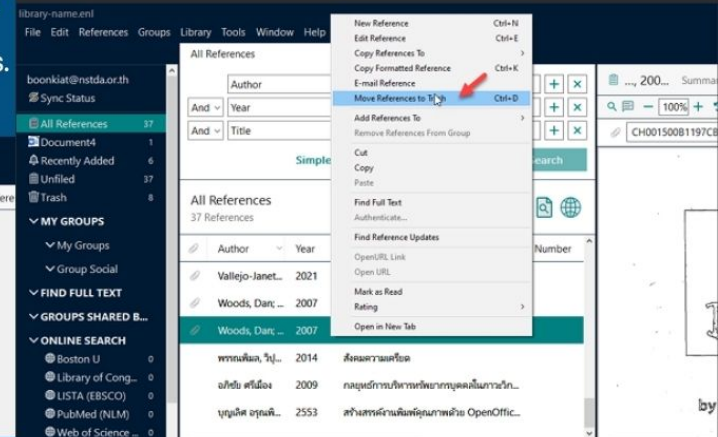 library-name.enl
File Edit References Groups Library Tools Window Help
s.
boonkiat@nstda.or.th
Sync Status
All References 37
Document4 1
Recently Added 6
Unfiled 37
Trash 8
MY GROUPS
My Groups
Group Social
FIND FULL TEXT
GROUPS SHARED B...
ONLINE SEARCH
Boston U 0
Library of Cong... 0
LISTA (EBSCO) 0
PubMed (NLM) 0
Web of Science ... 0
All References
Author
And Year
And Title
Simple
earch
All References
37 References
Author Year Number
Vallejo-Janet... 2021
Woods, Dan; ... 2007
Woods, Dan; ... 2007
พรรณพิมล, วิปุ... 2014 สังคมความเครียด
อภิชัย ศรีเมือง 2009 กลยุทธ์การบริหารทรัพยากรบุคคลในภาวะวิก...
บุญเลิศ อรุณพิ... 2553 สร้างสรรค์งานพิมพ์คุณภาพด้วย OpenOffic...
New Reference Ctrl+N
Edit Reference Ctrl+E
Copy References To
Copy Formatted Reference Ctrl+K
E-mail Reference
Move References to Trash Ctrl+D
Add References To
Remove References From Group
Cut
Copy
Paste
Find Full Text
Authenticate...
Find Reference Updates
OpenURL Link
Open URL
Mark as Read
Rating
Open in New Tab
..., 200... Summa
100%
CH001500B1197CE
by